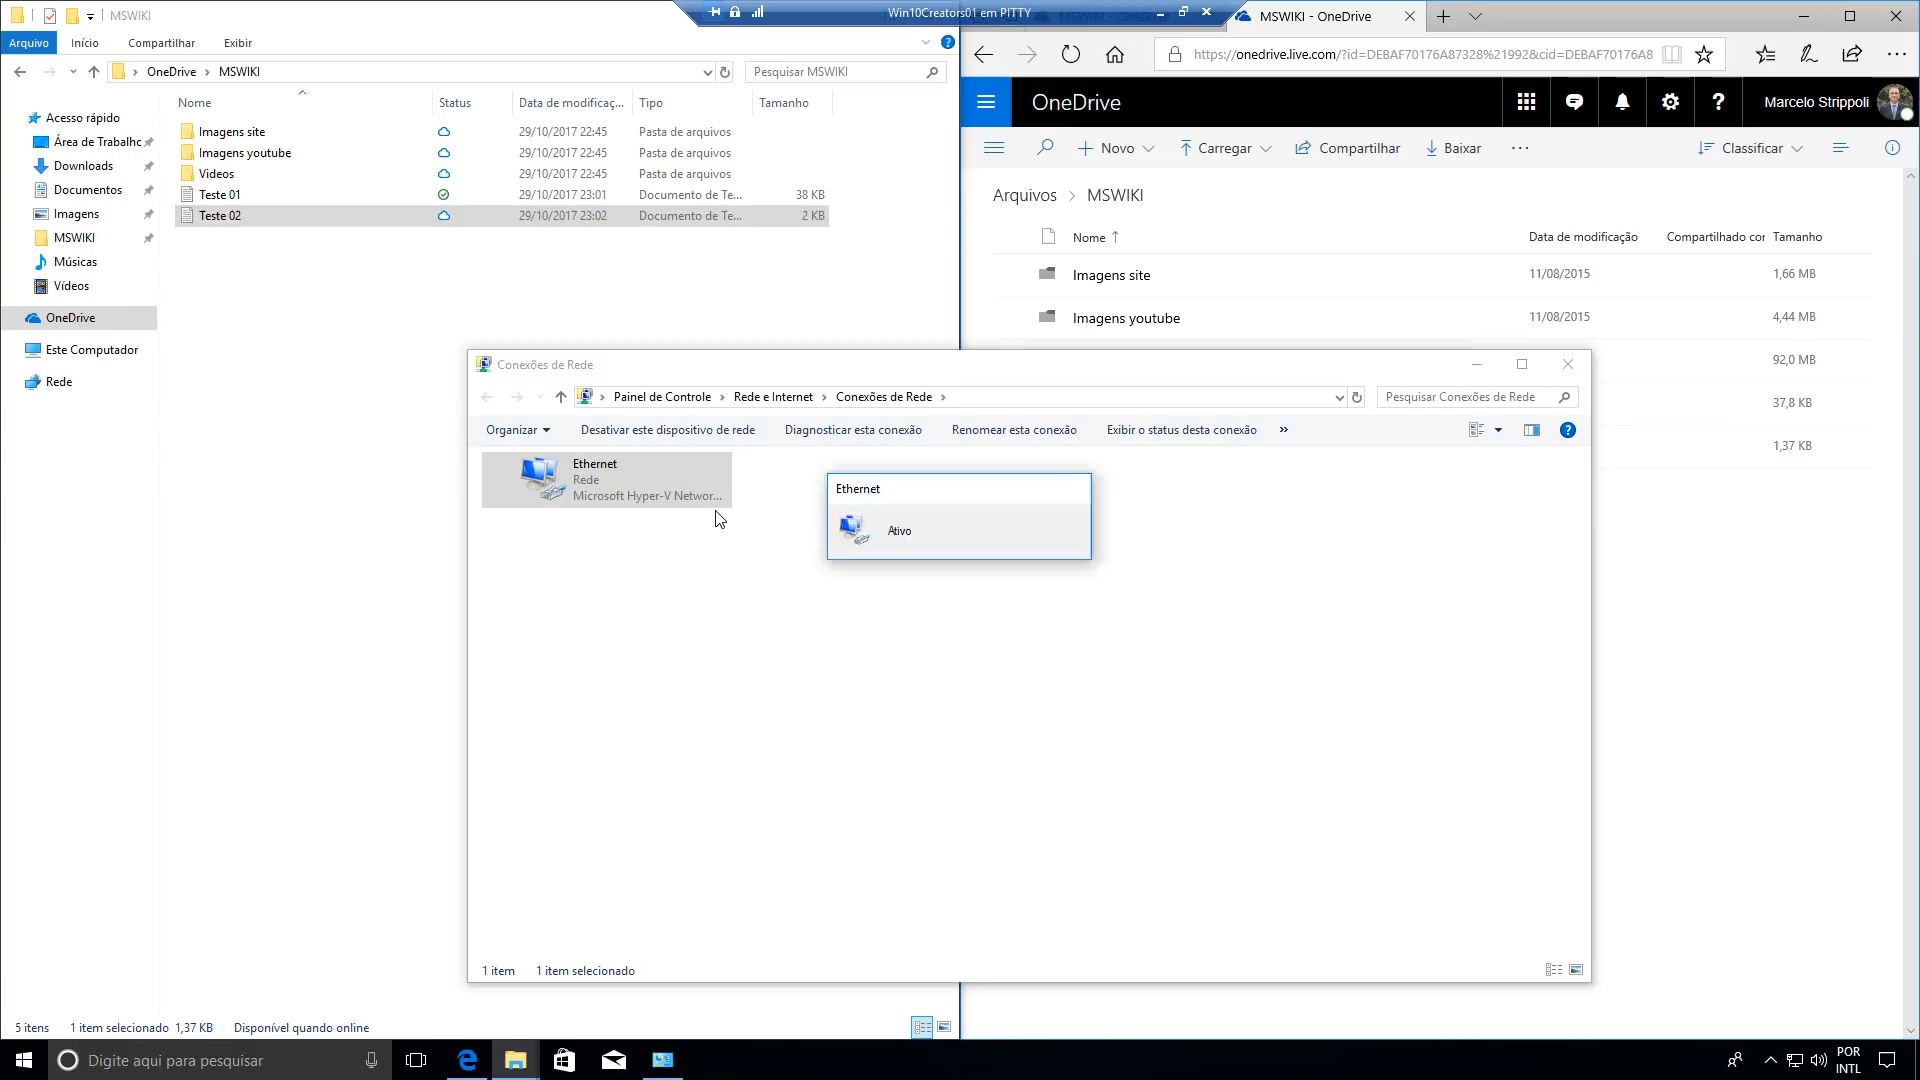 MSWIKI
Win10Creators01 em PITTY
MSWIKI - OneDrive
Arquivo Início Compartilhar Exibir
OneDrive MSWIKI
Pesquisar MSWIKI
https://onedrive.live.com/?id=DEBAF70176A87328%21992&cid=DEBAF70176A8
Nome Status Data de modificaç... Tipo Tamanho
Imagens site 29/10/2017 22:45 Pasta de arquivos
Imagens youtube 29/10/2017 22:45 Pasta de arquivos
Videos 29/10/2017 22:45 Pasta de arquivos
Teste 01 29/10/2017 23:01 Documento de Te... 38 KB
Teste 02 29/10/2017 23:02 Documento de Te... 2 KB
Acesso rápido
Área de Trabalhc
Downloads
Documentos
Imagens
MSWIKI
Músicas
Vídeos
OneDrive
Este Computador
Rede
OneDrive
Marcelo Strippoli
Novo Carregar Compartilhar Baixar Classificar
Arquivos MSWIKI
Nome Data de modificação Compartilhado cor Tamanho
Imagens site 11/08/2015 1,66 MB
Imagens youtube 11/08/2015 4,44 MB
92,0 MB
37,8 KB
1,37 KB
Conexões de Rede
Painel de Controle Rede e Internet Conexões de Rede
Pesquisar Conexões de Rede
Organizar Desativar este dispositivo de rede Diagnosticar esta conexão Renomear esta conexão Exibir o status desta conexão »
Ethernet
Rede
Microsoft Hyper-V Networ...
Ethernet
Ativo
1 item 1 item selecionado
5 itens 1 item selecionado 1,37 KB Disponível quando online
Digite aqui para pesquisar
POR
INTL